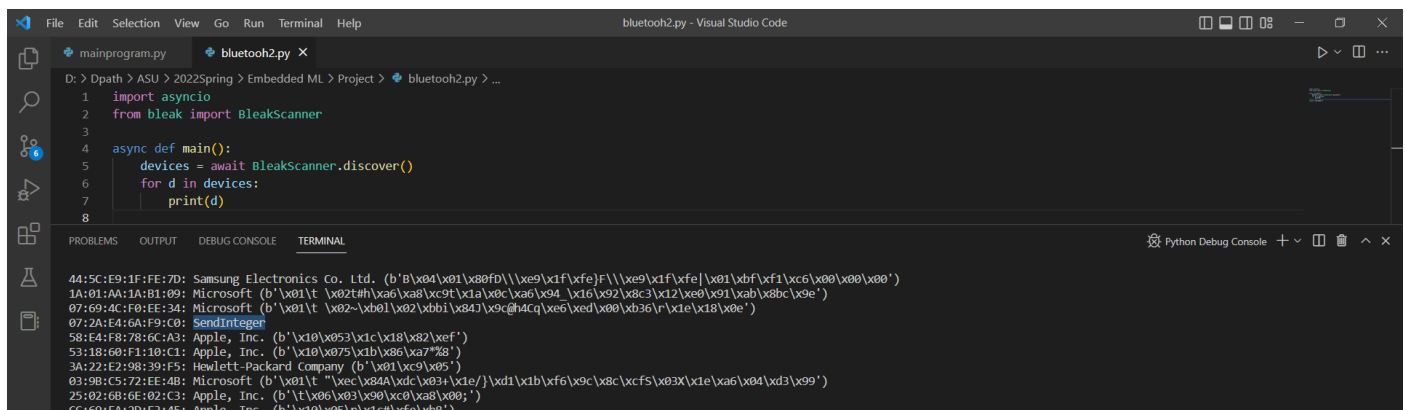 File Edit Selection View Go Run Terminal Help bluetooh2.py - Visual Studio Code
mainprogram.py bluetooh2.py ×
D: > Dpath > ASU > 2022Spring > Embedded ML > Project > bluetooh2.py > ...
1 import asyncio
2 from bleak import BleakScanner
3
4 async def main():
5 devices = await BleakScanner.discover()
6 for d in devices:
7 print(d)
8
6
PROBLEMS OUTPUT DEBUG CONSOLE TERMINAL Python Debug Console
44:5C:E9:1F:FE:7D: Samsung Electronics Co. Ltd. (b'B\x04\x01\x80fD\\\xe9\x1f\xfe}F\\\xe9\x1f\xfe|\x01\xbf\xf1\xc6\x00\x00\x00')
1A:01:AA:1A:B1:09: Microsoft (b'\x01\t \x02t#h\xa6\xa8\xc9t\x1a\x0c\xa6\x94_\x16\x92\x8c3\x12\xe0\x91\xab\x8bc\x9e')
07:69:4C:F0:EE:34: Microsoft (b'\x01\t \x02~\xb0l\x02\xbbi\x84J\x9c@h4Cq\xe6\xed\x00\xb36\r\x1e\x18\x0e')
07:2A:E4:6A:F9:C0: SendInteger
58:E4:F8:78:6C:A3: Apple, Inc. (b'\x10\x053\x1c\x18\x82\xef')
53:18:60:F1:10:C1: Apple, Inc. (b'\x10\x075\x1b\x86\xa7*%8')
3A:22:E2:98:39:F5: Hewlett-Packard Company (b'\x01\xc9\x05')
03:9B:C5:72:EE:4B: Microsoft (b'\x01\t "\xec\x84A\xdc\x03+\x1e/}\xd1\x1b\xf6\x9c\x8c\xcfS\x03X\x1e\xa6\x04\xd3\x99')
25:02:6B:6E:02:C3: Apple, Inc. (b'\t\x06\x03\x90\xc0\xa8\x00;')
Apple, Inc.